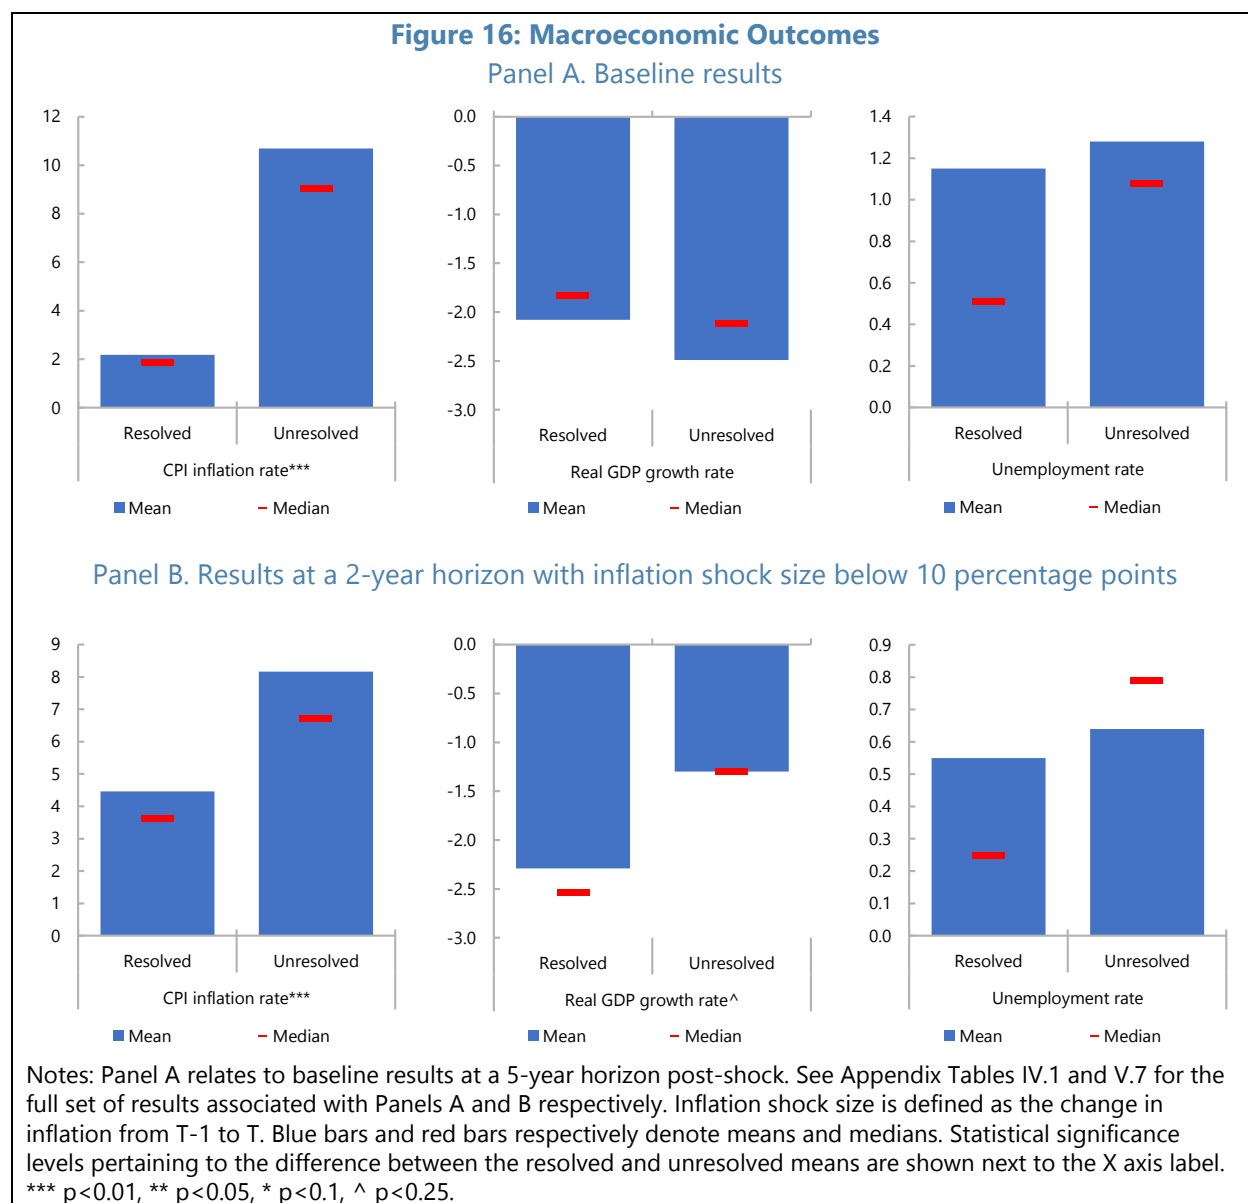 Figure 16: Macroeconomic Outcomes
Panel A. Baseline results
12
10
8
6
4
2
0
Resolved
Unresolved
CPI inflation rate***
Mean
Median
0.0
-0.5
-1.0
-1.5
-2.0
-2.5
-3.0
Resolved
Unresolved
Real GDP growth rate
Mean
Median
1.4
1.2
1.0
0.8
0.6
0.4
0.2
0.0
Resolved
Unresolved
Unemployment rate
Mean
Median
Panel B. Results at a 2-year horizon with inflation shock size below 10 percentage points
9
8
7
6
5
4
3
2
1
0
Resolved
Unresolved
CPI inflation rate***
Mean
Median
0.0
-0.5
-1.0
-1.5
-2.0
-2.5
-3.0
Resolved
Unresolved
Real GDP growth rate^
Mean
Median
0.9
0.8
0.7
0.6
0.5
0.4
0.3
0.2
0.1
0.0
Resolved
Unresolved
Unemployment rate
Mean
Median
Notes: Panel A relates to baseline results at a 5-year horizon post-shock. See Appendix Tables IV.1 and V.7 for the
full set of results associated with Panels A and B respectively. Inflation shock size is defined as the change in
inflation from T-1 to T. Blue bars and red bars respectively denote means and medians. Statistical significance
levels pertaining to the difference between the resolved and unresolved means are shown next to the X axis label.
*** p<0.01, ** p<0.05, * p<0.1, ^ p<0.25.